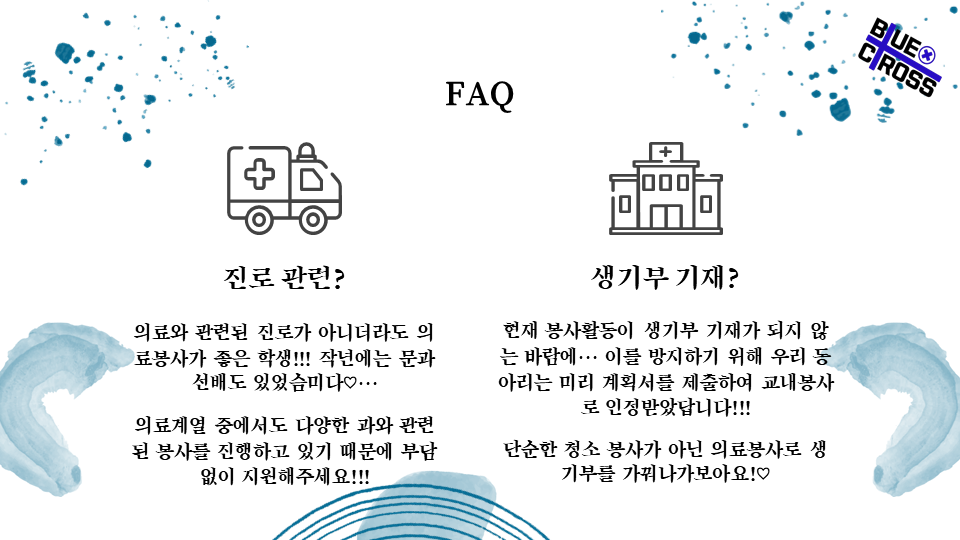 BLUE
CROSS
FAQ
진로 관련?
의료와 관련된 진로가 아니더라도 의
료봉사가 좋은 학생!!! 작년에는 문과
선배도 있었습미다♡…
의료계열 중에서도 다양한 과와 관련
된 봉사를 진행하고 있기 때문에 부담
없이 지원해주세요!!!
생기부 기재?
현재 봉사활동이 생기부 기재가 되지 않
는 바람에… 이를 방지하기 위해 우리 동
아리는 미리 계획서를 제출하여 교내봉사
로 인정받았답니다!!!
단순한 청소 봉사가 아닌 의료봉사로 생
기부를 가꿔나가보아요!♡